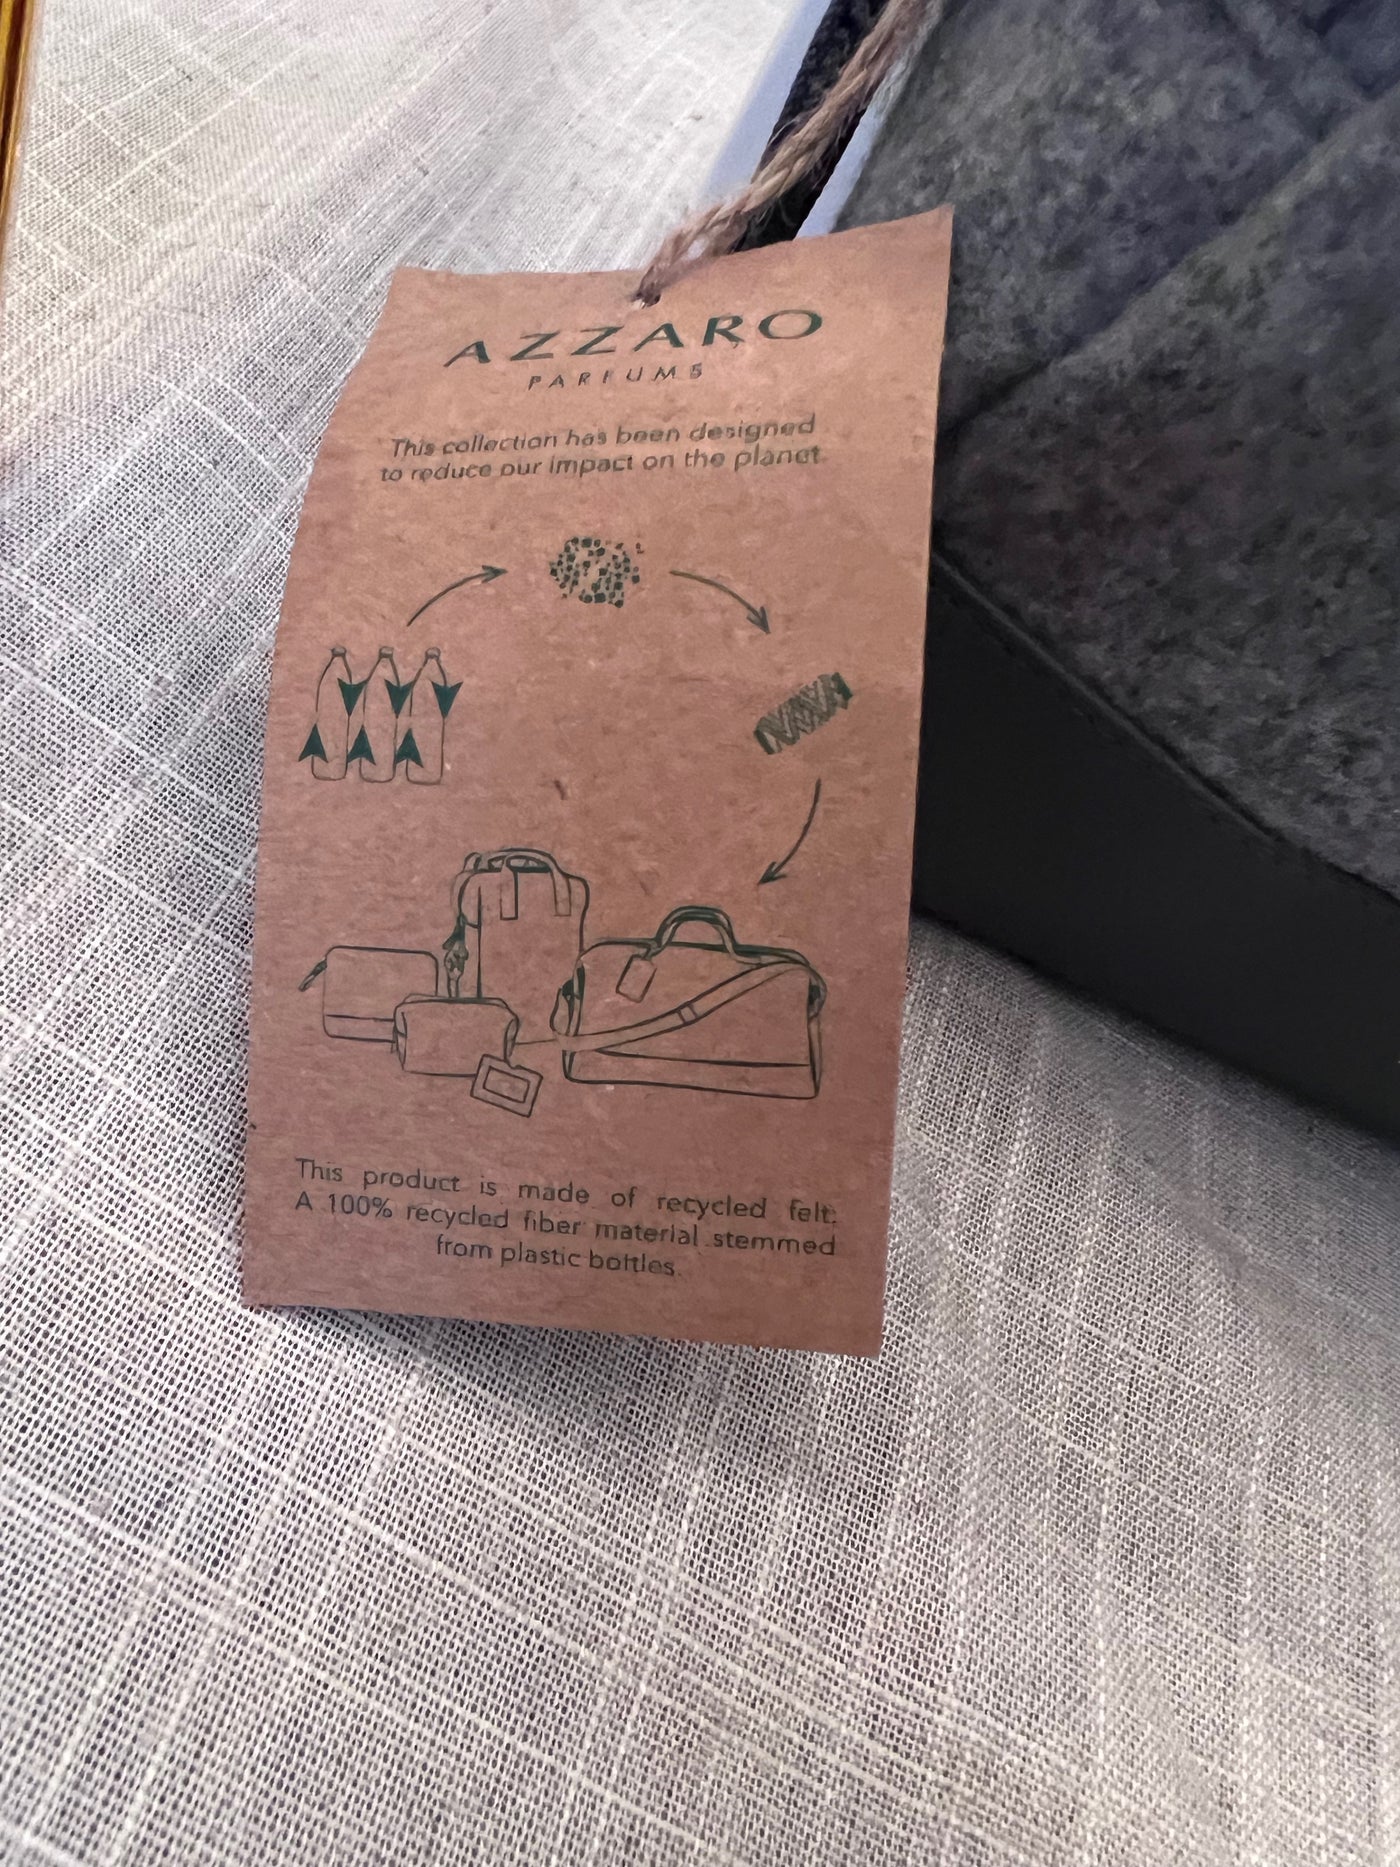 AZZARO
PARFUMS
This collection has been designed
to reduce our impact on the planet.
This product is made of recycled felt.
A 100% recycled fiber material stemmed
from plastic bottles.